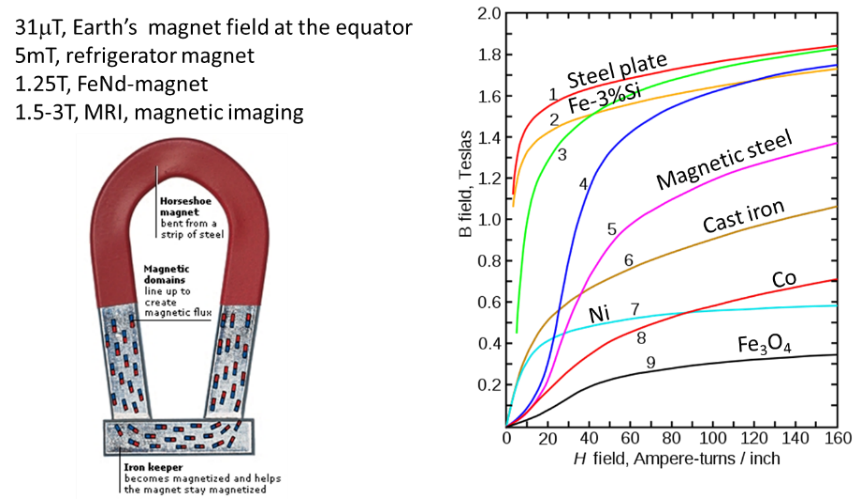 31μT, Earth's  magnet field at the equator
5mT, refrigerator magnet
1.25T, FeNd-magnet
1.5-3T, MRI, magnetic imaging
Horseshoe
magnet
bent from a
strip of steel
Magnetic
domains
line up to
create
magnetic flux
Iron keeper
becomes magnetized and helps
the magnet stay magnetized
B field, Teslas
2.0
1.8
1.6
1.4
1.2
1.0
0.8
0.6
0.4
0.2
1
Steel plate
2
Fe-3%Si
3
4
5
Magnetic steel
6
Cast iron
7
Ni
8
Co
9
Fe₃O₄
0 20 40 60 80 100 120 140 160
H field, Ampere-turns / inch